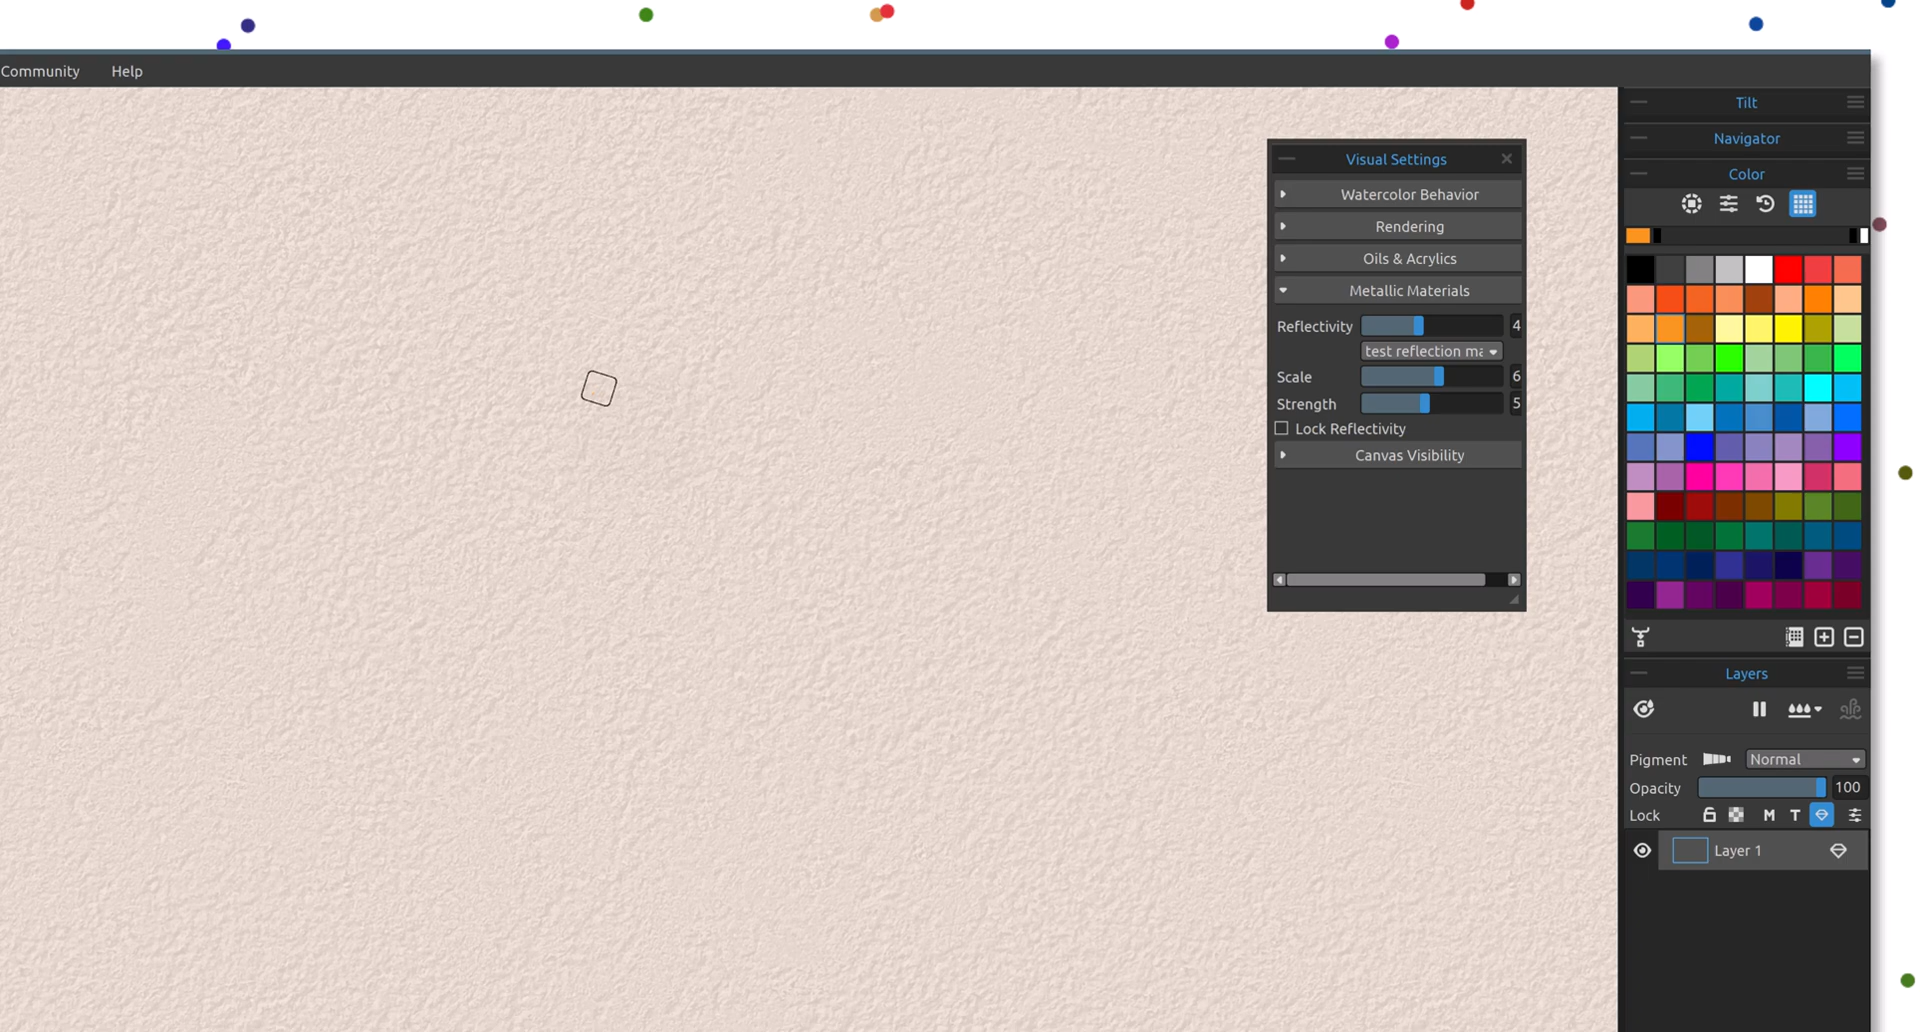 Community Help
Tilt
Navigator
Color
Visual Settings
Watercolor Behavior
Rendering
Oils & Acrylics
Metallic Materials
Reflectivity 4
test reflection ma
Scale 6
Strength 5
Lock Reflectivity
Canvas Visibility
Layers
Pigment Normal
Opacity 100
Lock M T
Layer 1